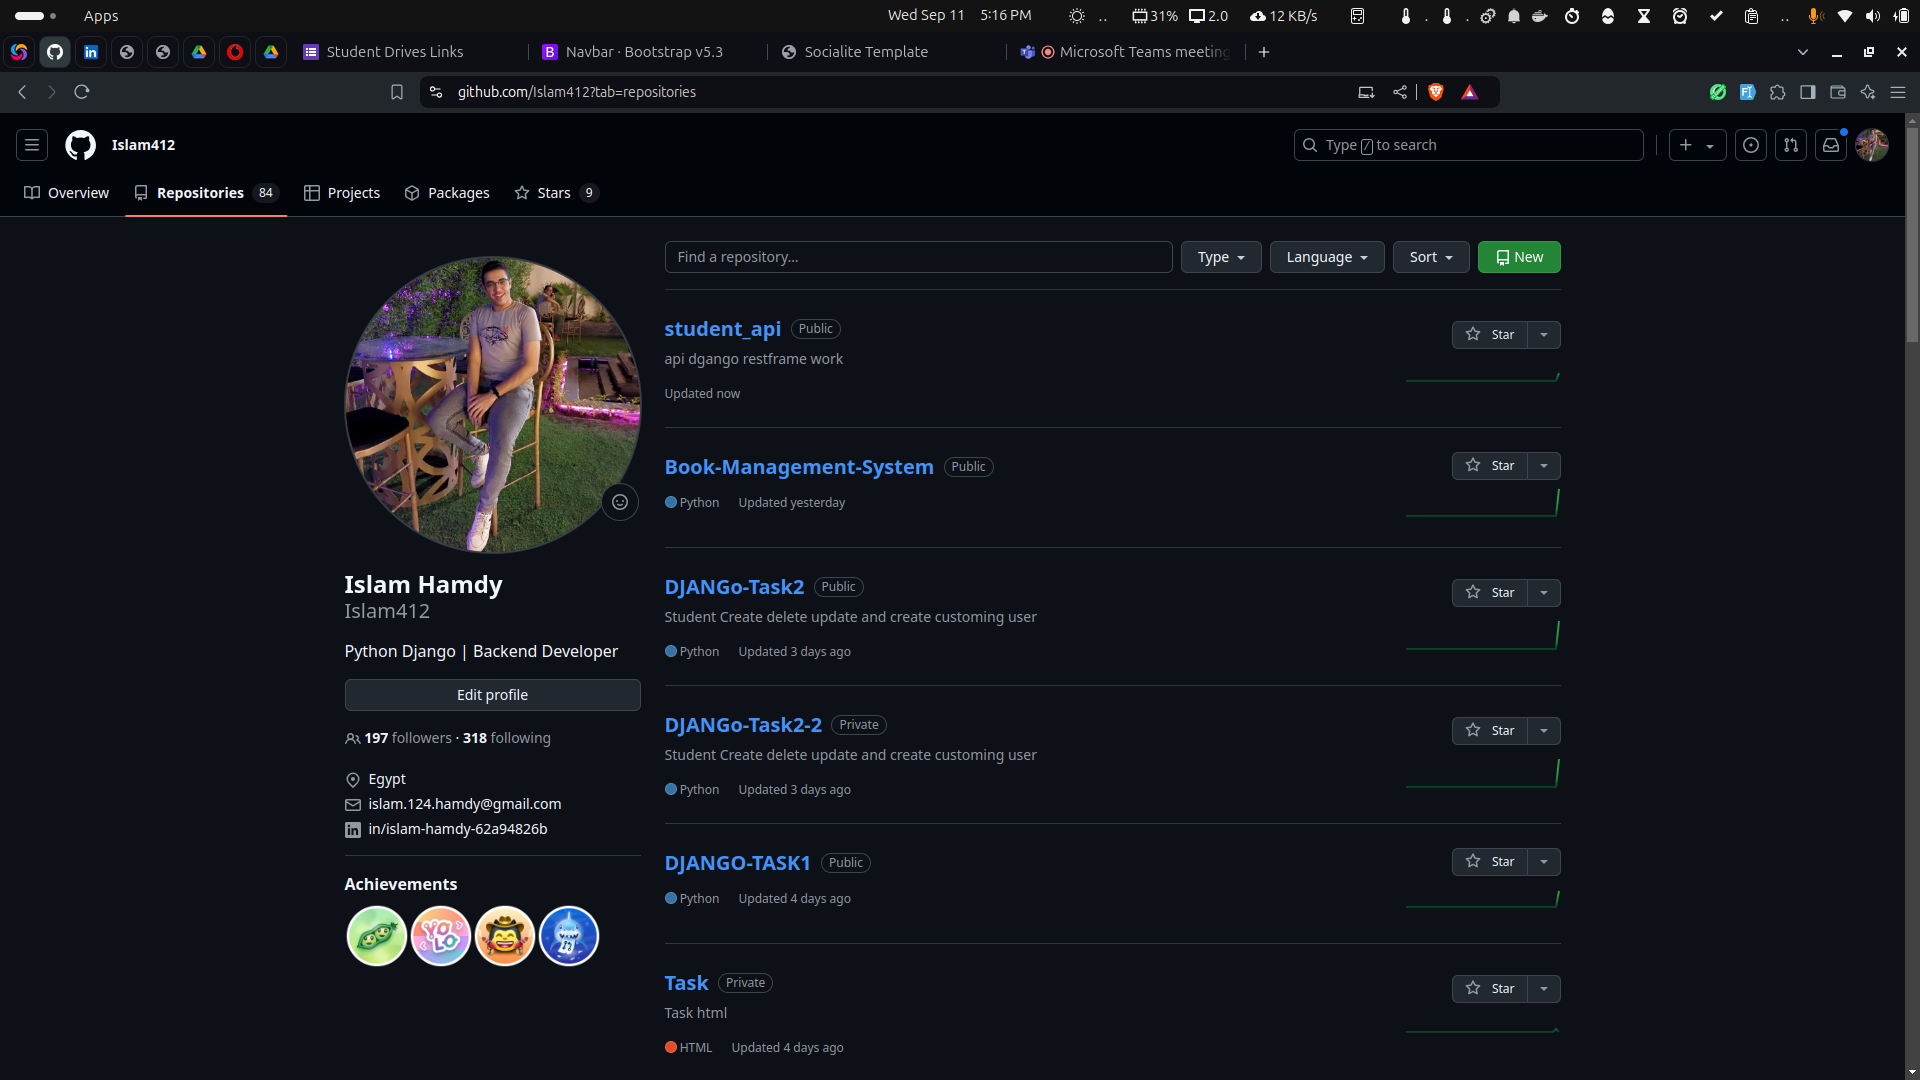 Apps
Wed Sep 11 5:16 PM
31% 2.0 12 KB/s
Student Drives Links
Navbar · Bootstrap v5.3
Socialite Template
Microsoft Teams meeting
github.com/Islam412?tab=repositories
Islam412
Type / to search
Overview
Repositories 84
Projects
Packages
Stars 9
Find a repository...
Type
Language
Sort
New
student_api Public
Star
api dgango restframe work
Updated now
Book-Management-System Public
Star
Python Updated yesterday
DJANGo-Task2 Public
Star
Student Create delete update and create customing user
Python Updated 3 days ago
DJANGo-Task2-2 Private
Star
Student Create delete update and create customing user
Python Updated 3 days ago
DJANGO-TASK1 Public
Star
Python Updated 4 days ago
Task Private
Star
Task html
HTML Updated 4 days ago
Islam Hamdy
Islam412
Python Django | Backend Developer
Edit profile
197 followers · 318 following
Egypt
islam.124.hamdy@gmail.com
in/islam-hamdy-62a94826b
Achievements
YOLO